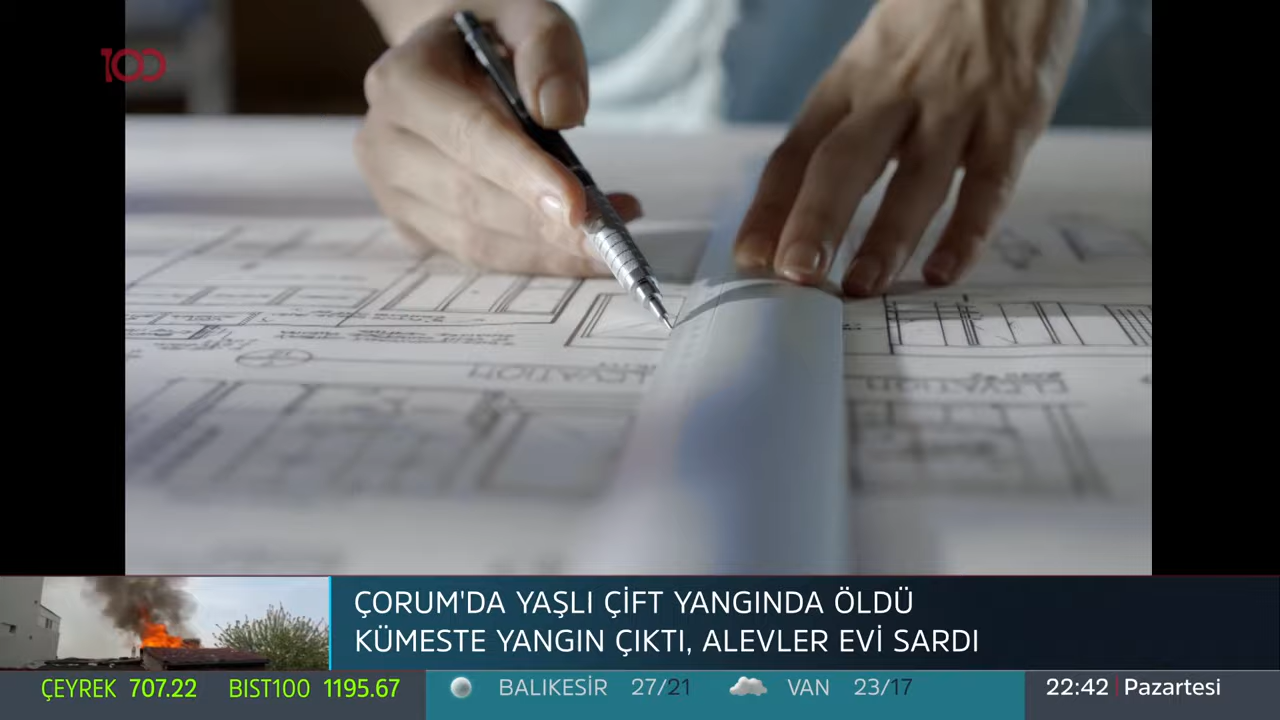 100
ELEVATION
ÇORUM'DA YAŞLI ÇİFT YANGINDA ÖLDÜ
KÜMESTE YANGIN ÇIKTI, ALEVLER EVİ SARDI
ÇEYREK 707.22 BIST100 1195.67 BALIKESİR 27/21 VAN 23/17 22:42 Pazartesi